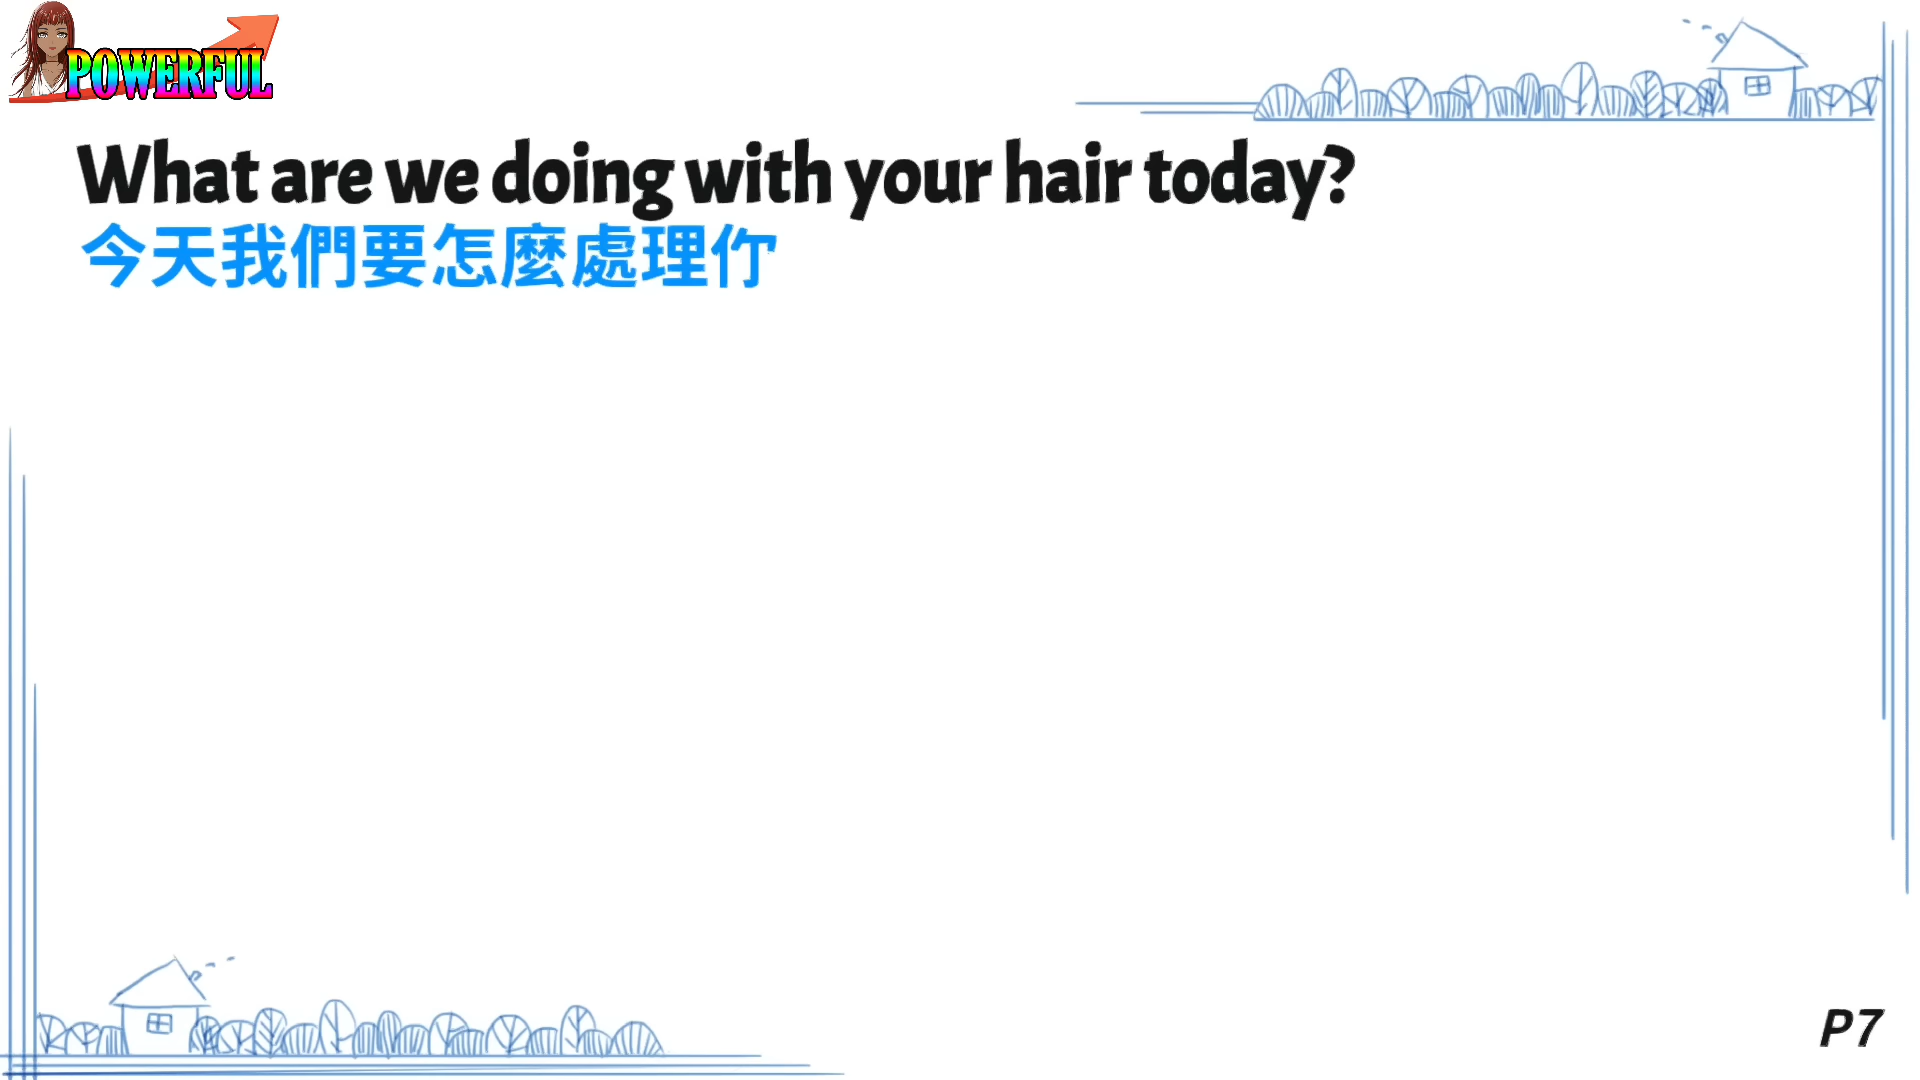 POWERFUL
What are we doing with your hair today?
今天我們要怎麼處理
P7